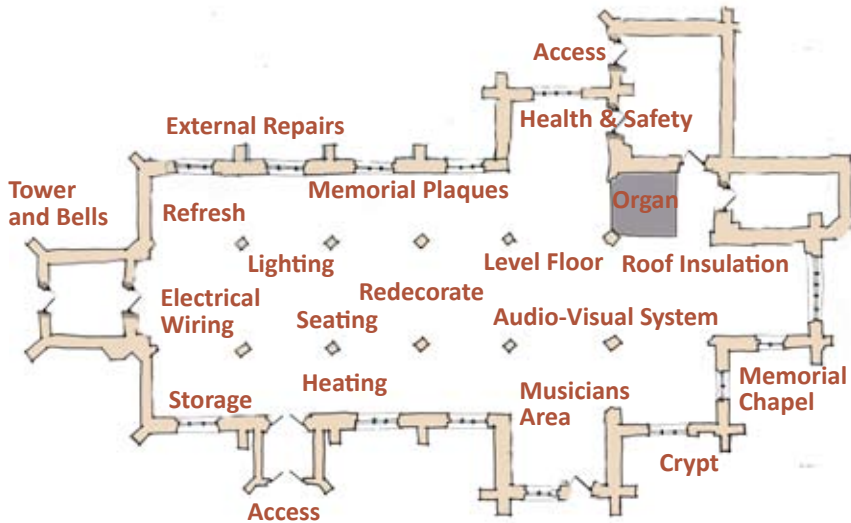 Access
Health & Safety
External Repairs
Memorial Plaques
Tower
and Bells
Refresh
Organ
Lighting
Level Floor
Roof Insulation
Electrical
Wiring
Redecorate
Seating
Audio-Visual System
Heating
Storage
Musicians
Area
Memorial
Chapel
Crypt
Access